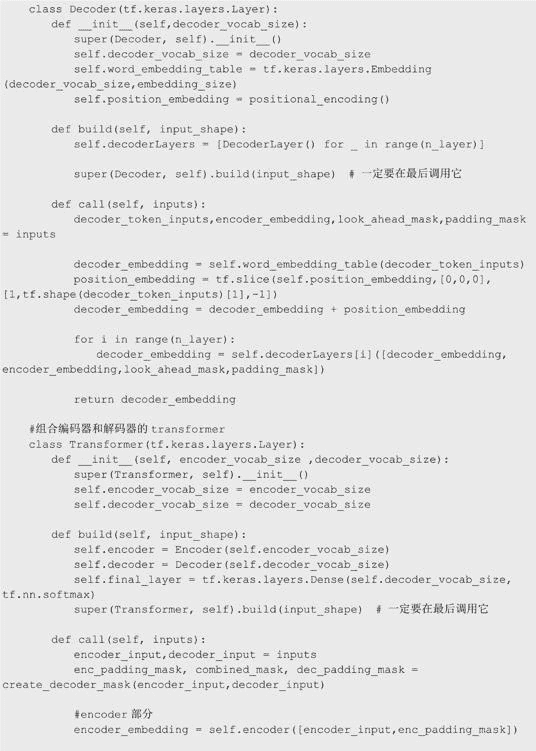 class Decoder(tf.keras.layers.Layer):
def __init__(self,decoder_vocab_size):
super(Decoder, self).__init__()
self.decoder_vocab_size = decoder_vocab_size
self.word_embedding_table = tf.keras.layers.Embedding
(decoder_vocab_size,embedding_size)
self.position_embedding = positional_encoding()
def build(self, input_shape):
self.decoderLayers = [DecoderLayer() for _ in range(n_layer)]
super(Decoder, self).build(input_shape)  # 一定要在最后调用它
def call(self, inputs):
decoder_token_inputs,encoder_embedding,look_ahead_mask,padding_mask
= inputs
decoder_embedding = self.word_embedding_table(decoder_token_inputs)
position_embedding = tf.slice(self.position_embedding,[0,0,0],
[1,tf.shape(decoder_token_inputs)[1],-1])
decoder_embedding = decoder_embedding + position_embedding
for i in range(n_layer):
decoder_embedding = self.decoderLayers[i]([decoder_embedding,
encoder_embedding,look_ahead_mask,padding_mask])
return decoder_embedding
#组合编码器和解码器的transformer
class Transformer(tf.keras.layers.Layer):
def __init__(self, encoder_vocab_size ,decoder_vocab_size):
super(Transformer, self).__init__()
self.encoder_vocab_size = encoder_vocab_size
self.decoder_vocab_size = decoder_vocab_size
def build(self, input_shape):
self.encoder = Encoder(self.encoder_vocab_size)
self.decoder = Decoder(self.decoder_vocab_size)
self.final_layer = tf.keras.layers.Dense(self.decoder_vocab_size,
tf.nn.softmax)
super(Transformer, self).build(input_shape)  # 一定要在最后调用它
def call(self, inputs):
encoder_input,decoder_input = inputs
enc_padding_mask, combined_mask, dec_padding_mask =
create_decoder_mask(encoder_input,decoder_input)
#encoder部分
encoder_embedding = self.encoder([encoder_input,enc_padding_mask])